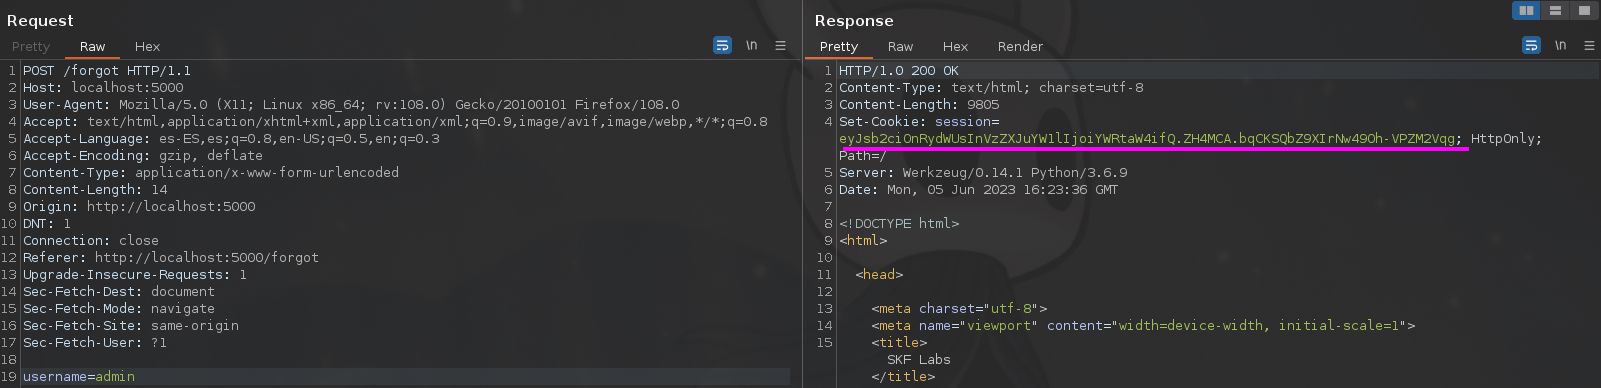 Request
Pretty Raw Hex \n
1 POST /forgot HTTP/1.1
2 Host: localhost:5000
3 User-Agent: Mozilla/5.0 (X11; Linux x86_64; rv:108.0) Gecko/20100101 Firefox/108.0
4 Accept: text/html,application/xhtml+xml,application/xml;q=0.9,image/avif,image/webp,*/*;q=0.8
5 Accept-Language: es-ES,es;q=0.8,en-US;q=0.5,en;q=0.3
6 Accept-Encoding: gzip, deflate
7 Content-Type: application/x-www-form-urlencoded
8 Content-Length: 14
9 Origin: http://localhost:5000
10 DNT: 1
11 Connection: close
12 Referer: http://localhost:5000/forgot
13 Upgrade-Insecure-Requests: 1
14 Sec-Fetch-Dest: document
15 Sec-Fetch-Mode: navigate
16 Sec-Fetch-Site: same-origin
17 Sec-Fetch-User: ?1
18
19 username=admin
Response
Pretty Raw Hex Render \n
1 HTTP/1.0 200 OK
2 Content-Type: text/html; charset=utf-8
3 Content-Length: 9805
4 Set-Cookie: session=
eyJsb2ciOnRydWUsInVzZXJuYW1lIjoiYWRtaW4ifQ.ZH4MCA.bqCKSQbZ9XIrNw49Oh-VPZM2Vqg; HttpOnly;
Path=/
5 Server: Werkzeug/0.14.1 Python/3.6.9
6 Date: Mon, 05 Jun 2023 16:23:36 GMT
7
8 <!DOCTYPE html>
9 <html>
10
11 <head>
12
13 <meta charset="utf-8">
14 <meta name="viewport" content="width=device-width, initial-scale=1">
15 <title>
SKF Labs
</title>